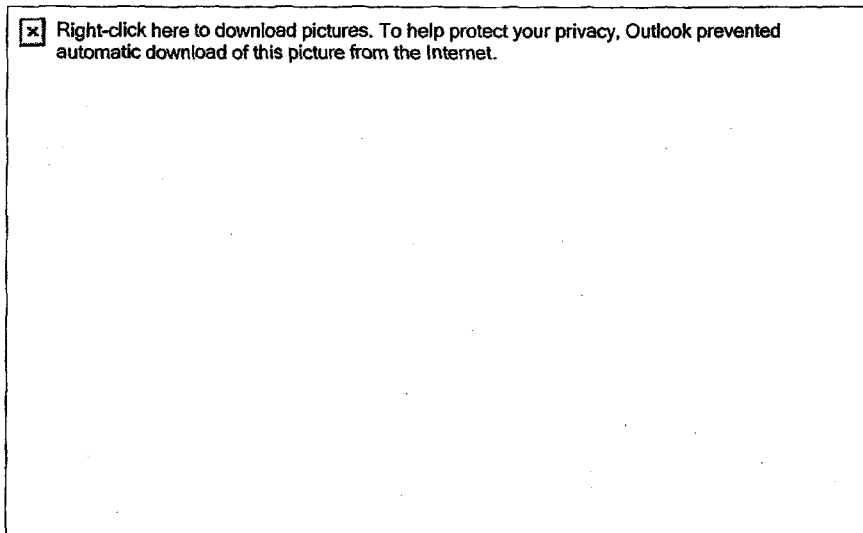 Right-click here to download pictures. To help protect your privacy, Outlook prevented
automatic download of this picture from the Internet.